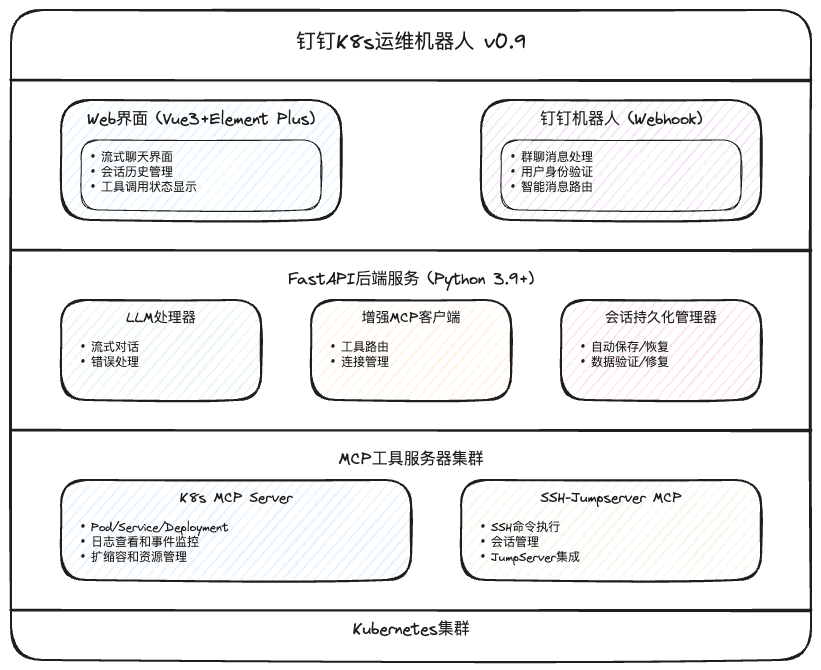 钉钉K8s运维机器人 v0.9
Web界面 (Vue3+Element Plus)
• 流式聊天界面
• 会话历史管理
• 工具调用状态显示
钉钉机器人 (Webhook)
• 群聊消息处理
• 用户身份验证
• 智能消息路由
FastAPI后端服务 (Python 3.9+)
LLM处理器
• 流式对话
• 错误处理
增强MCP客户端
• 工具路由
• 连接管理
会话持久化管理器
• 自动保存/恢复
• 数据验证/修复
MCP工具服务器集群
K8s MCP Server
• Pod/Service/Deployment
• 日志查看和事件监控
• 扩缩容和资源管理
SSH-Jumpserver MCP
• SSH命令执行
• 会话管理
• JumpServer集成
Kubernetes集群